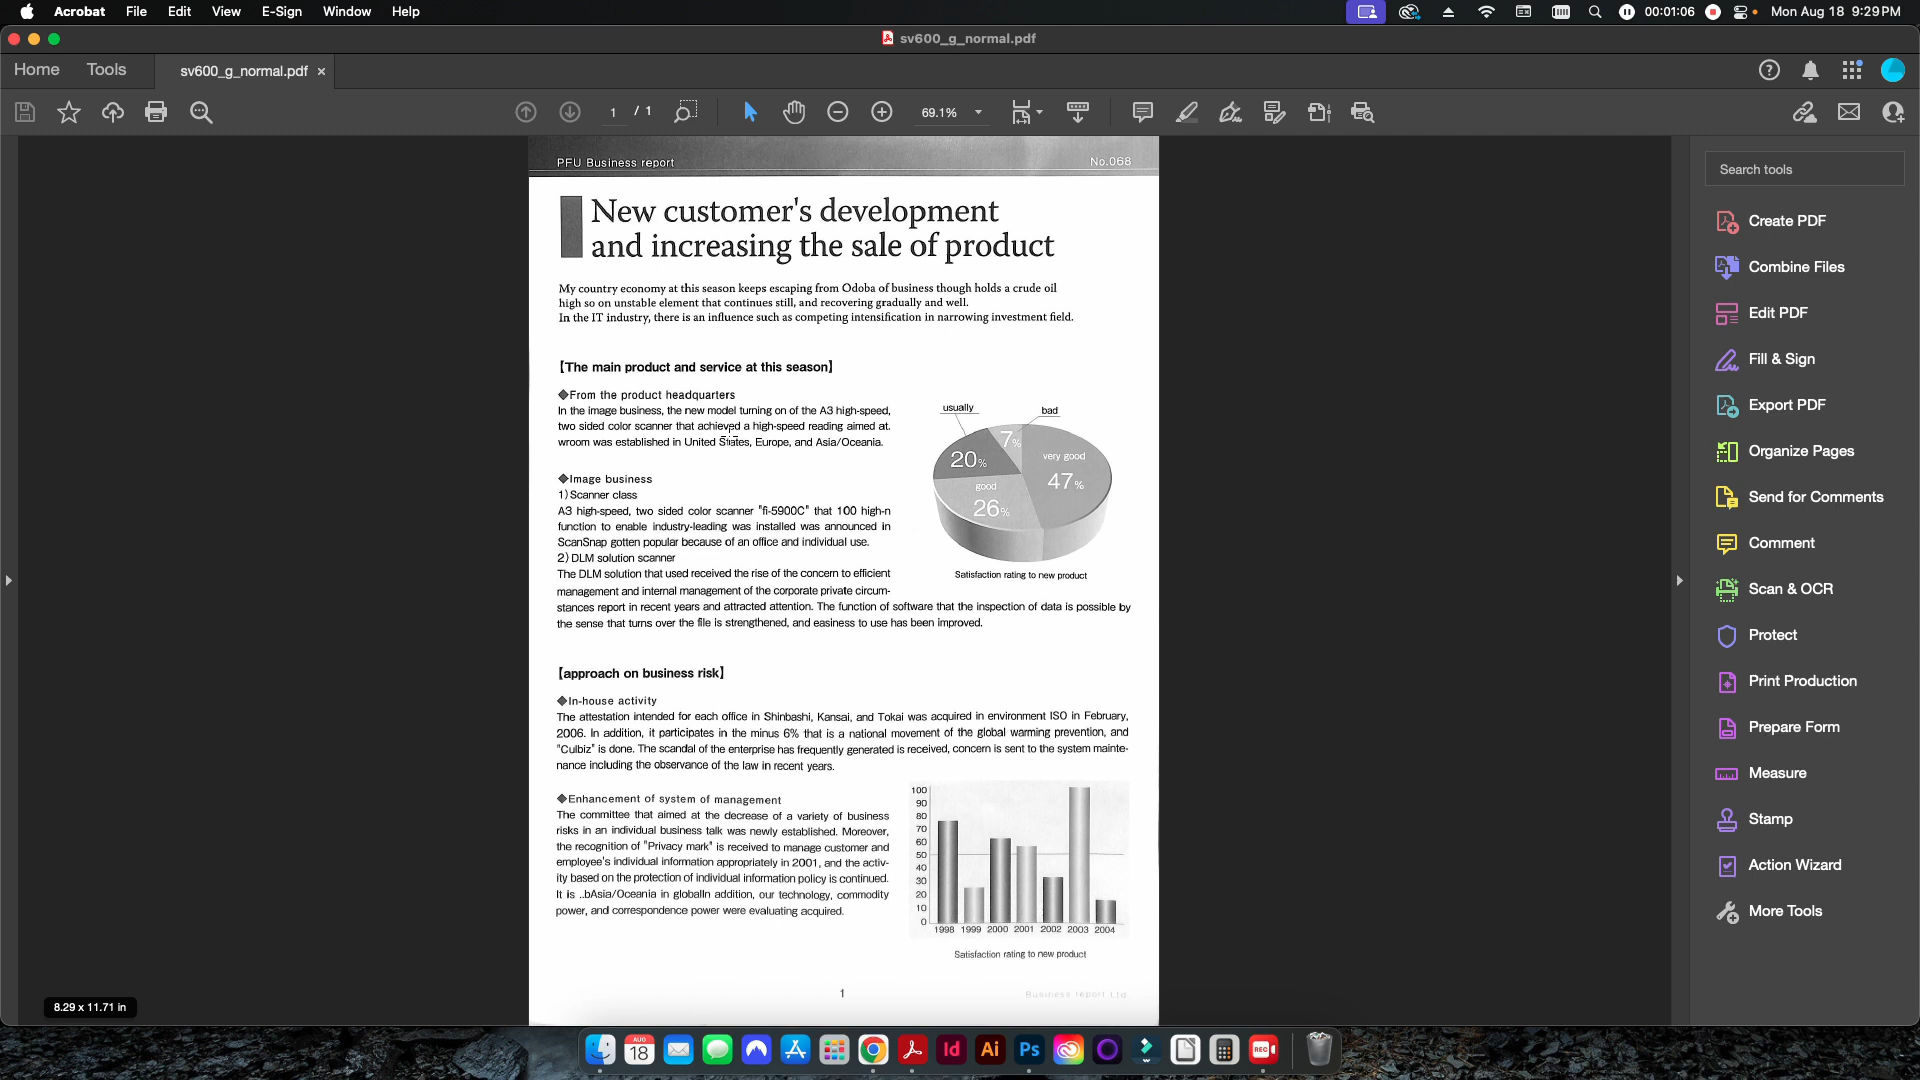 Acrobat File Edit View E-Sign Window Help
00:01:06
Mon Aug 18 9:29 PM
sv600_g_normal.pdf
Home Tools sv600_g_normal.pdf ×
1 / 1
69.1%
PFU Business report No.068
New customer's development
and increasing the sale of product
My country economy at this season keeps escaping from Odoba of business though holds a crude oil
high so on unstable element that continues still, and recovering gradually and well.
In the IT industry, there is an influence such as competing intensification in narrowing investment field.
【The main product and service at this season】
◆From the product headquarters
In the image business, the new model turning on of the A3 high-speed,
two sided color scanner that achieved a high-speed reading aimed at.
wroom was established in United States, Europe, and Asia/Oceania.
◆Image business
1) Scanner class
A3 high-speed, two sided color scanner "fi-5900C" that 100 high-n
function to enable industry-leading was installed was announced in
ScanSnap gotten popular because of an office and individual use.
2) DLM solution scanner
The DLM solution that used received the rise of the concern to efficient
management and internal management of the corporate private circum-
stances report in recent years and attracted attention. The function of software that the inspection of data is possible by
the sense that turns over the file is strengthened, and easiness to use has been improved.
usually
bad
7%
20%
very good
47%
good
26%
Satisfaction rating to new product
【approach on business risk】
◆In-house activity
The attestation intended for each office in Shinbashi, Kansai, and Tokai was acquired in environment ISO in February,
2006. In addition, it participates in the minus 6% that is a national movement of the global warming prevention, and
"Culbiz" is done. The scandal of the enterprise has frequently generated is received, concern is sent to the system mainte-
nance including the observance of the law in recent years.
◆Enhancement of system of management
The committee that aimed at the decrease of a variety of business
risks in an individual business talk was newly established. Moreover,
the recognition of "Privacy mark" is received to manage customer and
employee's individual information appropriately in 2001, and the activ-
ity based on the protection of individual information policy is continued.
It is ..bAsia/Oceania in globalIn addition, our technology, commodity
power, and correspondence power were evaluating acquired.
100
90
80
70
60
50
40
30
20
10
0
1998 1999 2000 2001 2002 2003 2004
Satisfaction rating to new product
1
Business report Ltd.
8.29 x 11.71 in
Search tools
Create PDF
Combine Files
Edit PDF
Fill & Sign
Export PDF
Organize Pages
Send for Comments
Comment
Scan & OCR
Protect
Print Production
Prepare Form
Measure
Stamp
Action Wizard
More Tools
AUG
18
Id
Ai
Ps
REC